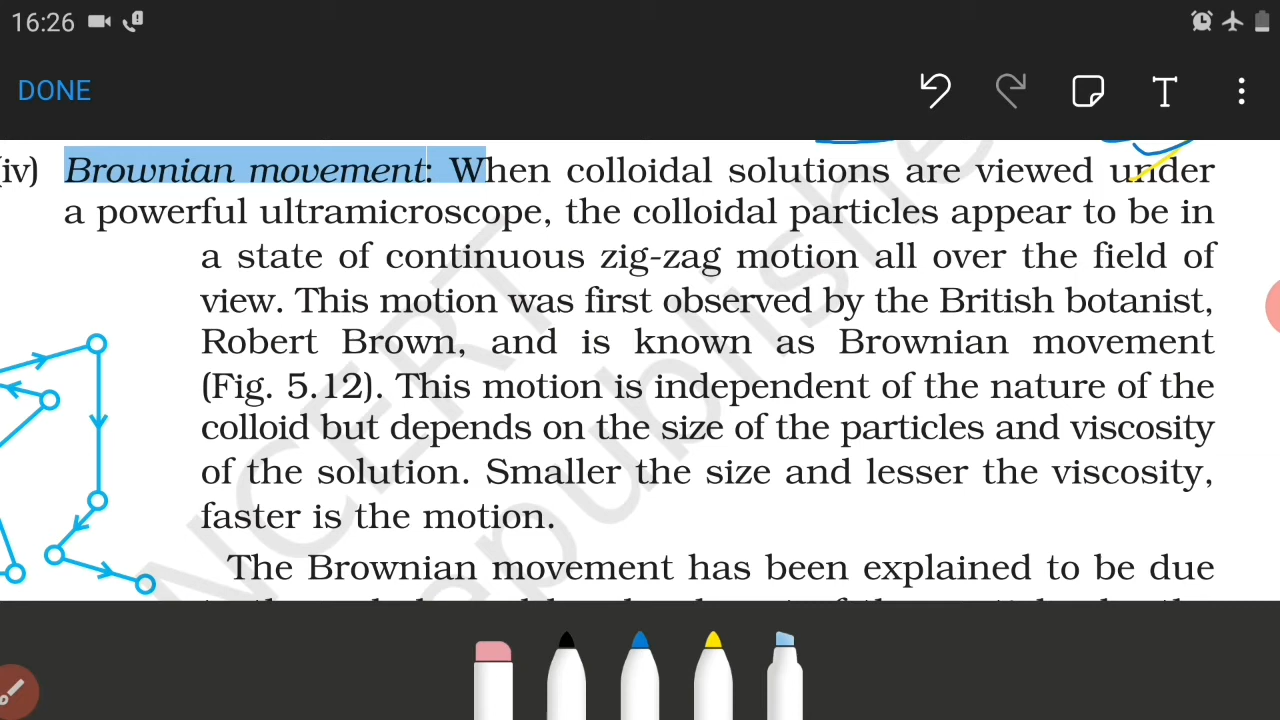 16:26
DONE
T
(iv) Brownian movement: When colloidal solutions are viewed under
a powerful ultramicroscope, the colloidal particles appear to be in
a state of continuous zig-zag motion all over the field of
view. This motion was first observed by the British botanist,
Robert Brown, and is known as Brownian movement
(Fig. 5.12). This motion is independent of the nature of the
colloid but depends on the size of the particles and viscosity
of the solution. Smaller the size and lesser the viscosity,
faster is the motion.
The Brownian movement has been explained to be due
NCERT